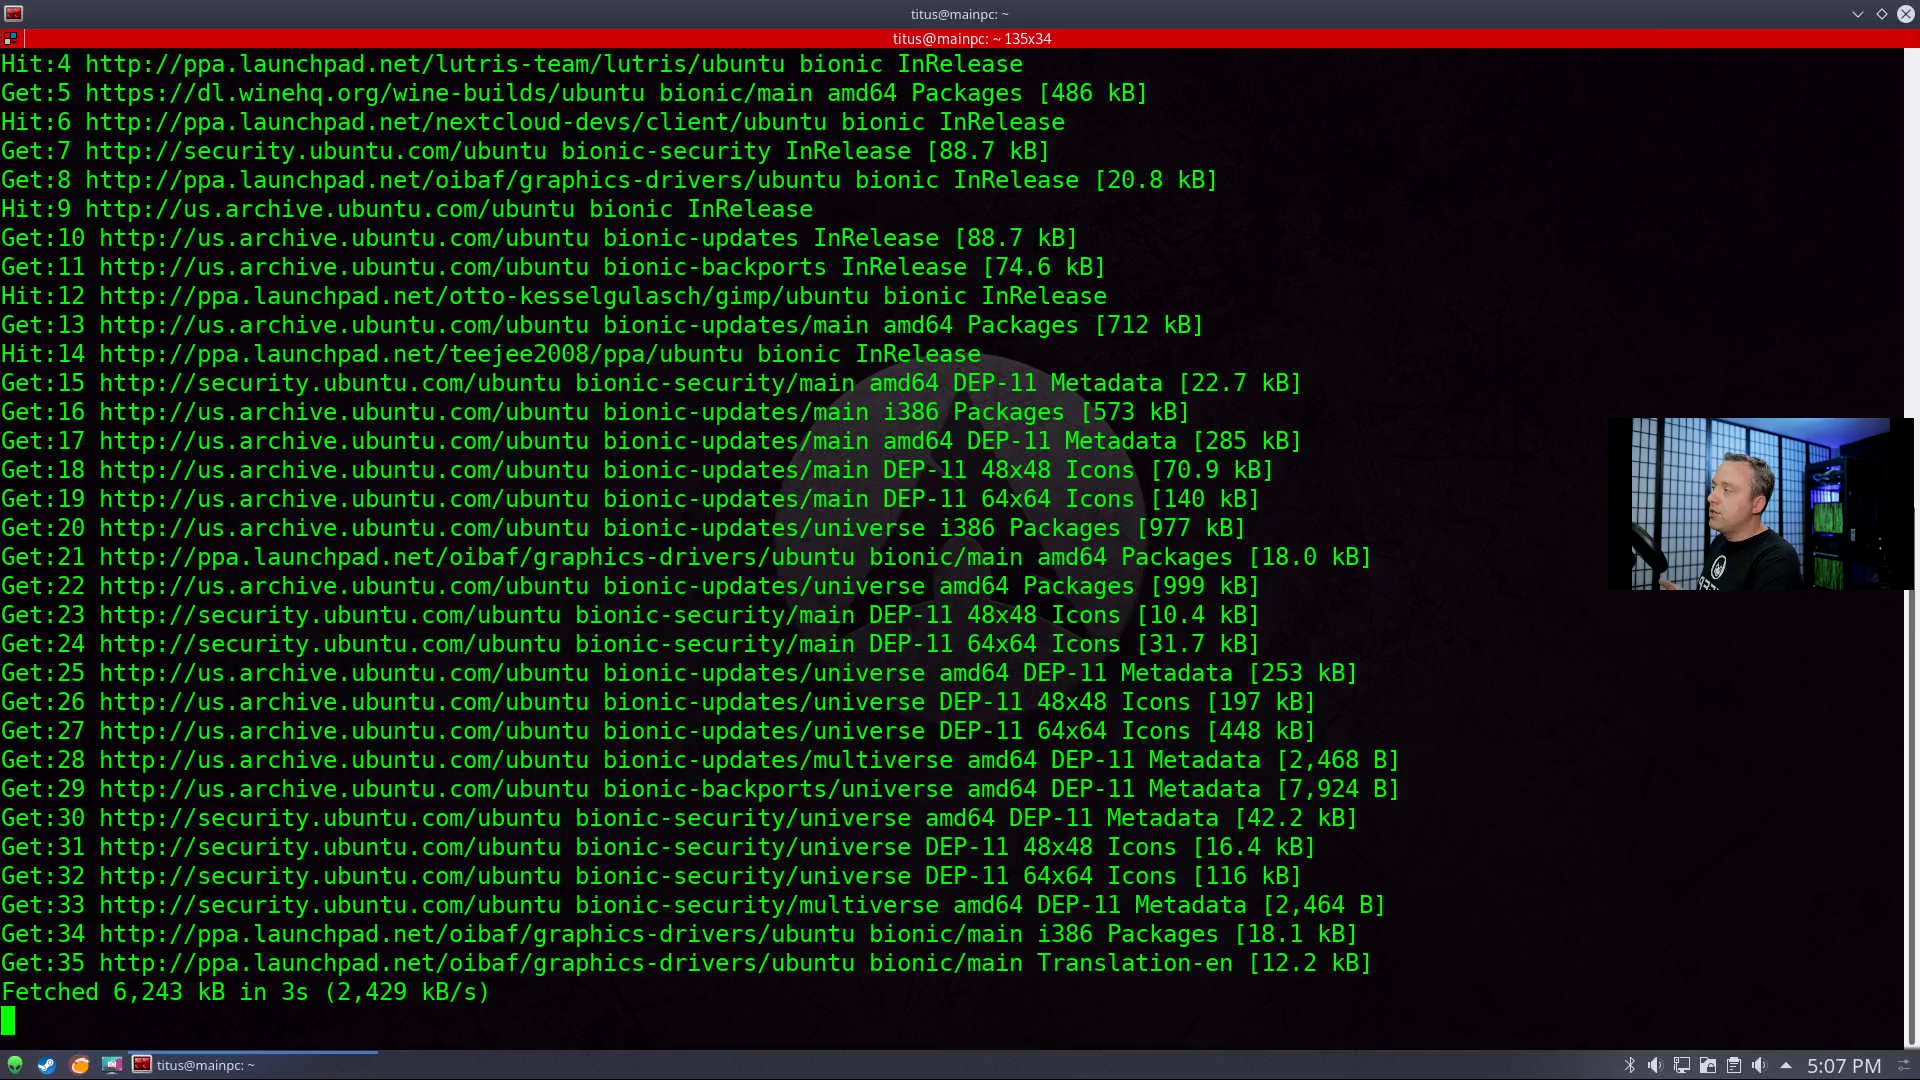 titus@mainpc: ~
titus@mainpc: ~ 135x34
Hit:4 http://ppa.launchpad.net/lutris-team/lutris/ubuntu bionic InRelease
Get:5 https://dl.winehq.org/wine-builds/ubuntu bionic/main amd64 Packages [486 kB]
Hit:6 http://ppa.launchpad.net/nextcloud-devs/client/ubuntu bionic InRelease
Get:7 http://security.ubuntu.com/ubuntu bionic-security InRelease [88.7 kB]
Get:8 http://ppa.launchpad.net/oibaf/graphics-drivers/ubuntu bionic InRelease [20.8 kB]
Hit:9 http://us.archive.ubuntu.com/ubuntu bionic InRelease
Get:10 http://us.archive.ubuntu.com/ubuntu bionic-updates InRelease [88.7 kB]
Get:11 http://us.archive.ubuntu.com/ubuntu bionic-backports InRelease [74.6 kB]
Hit:12 http://ppa.launchpad.net/otto-kesselgulasch/gimp/ubuntu bionic InRelease
Get:13 http://us.archive.ubuntu.com/ubuntu bionic-updates/main amd64 Packages [712 kB]
Hit:14 http://ppa.launchpad.net/teejee2008/ppa/ubuntu bionic InRelease
Get:15 http://security.ubuntu.com/ubuntu bionic-security/main amd64 DEP-11 Metadata [22.7 kB]
Get:16 http://us.archive.ubuntu.com/ubuntu bionic-updates/main i386 Packages [573 kB]
Get:17 http://us.archive.ubuntu.com/ubuntu bionic-updates/main amd64 DEP-11 Metadata [285 kB]
Get:18 http://us.archive.ubuntu.com/ubuntu bionic-updates/main DEP-11 48x48 Icons [70.9 kB]
Get:19 http://us.archive.ubuntu.com/ubuntu bionic-updates/main DEP-11 64x64 Icons [140 kB]
Get:20 http://us.archive.ubuntu.com/ubuntu bionic-updates/universe i386 Packages [977 kB]
Get:21 http://ppa.launchpad.net/oibaf/graphics-drivers/ubuntu bionic/main amd64 Packages [18.0 kB]
Get:22 http://us.archive.ubuntu.com/ubuntu bionic-updates/universe amd64 Packages [999 kB]
Get:23 http://security.ubuntu.com/ubuntu bionic-security/main DEP-11 48x48 Icons [10.4 kB]
Get:24 http://security.ubuntu.com/ubuntu bionic-security/main DEP-11 64x64 Icons [31.7 kB]
Get:25 http://us.archive.ubuntu.com/ubuntu bionic-updates/universe amd64 DEP-11 Metadata [253 kB]
Get:26 http://us.archive.ubuntu.com/ubuntu bionic-updates/universe DEP-11 48x48 Icons [197 kB]
Get:27 http://us.archive.ubuntu.com/ubuntu bionic-updates/universe DEP-11 64x64 Icons [448 kB]
Get:28 http://us.archive.ubuntu.com/ubuntu bionic-updates/multiverse amd64 DEP-11 Metadata [2,468 B]
Get:29 http://us.archive.ubuntu.com/ubuntu bionic-backports/universe amd64 DEP-11 Metadata [7,924 B]
Get:30 http://security.ubuntu.com/ubuntu bionic-security/universe amd64 DEP-11 Metadata [42.2 kB]
Get:31 http://security.ubuntu.com/ubuntu bionic-security/universe DEP-11 48x48 Icons [16.4 kB]
Get:32 http://security.ubuntu.com/ubuntu bionic-security/universe DEP-11 64x64 Icons [116 kB]
Get:33 http://security.ubuntu.com/ubuntu bionic-security/multiverse amd64 DEP-11 Metadata [2,464 B]
Get:34 http://ppa.launchpad.net/oibaf/graphics-drivers/ubuntu bionic/main i386 Packages [18.1 kB]
Get:35 http://ppa.launchpad.net/oibaf/graphics-drivers/ubuntu bionic/main Translation-en [12.2 kB]
Fetched 6,243 kB in 3s (2,429 kB/s)
titus@mainpc: ~
5:07 PM